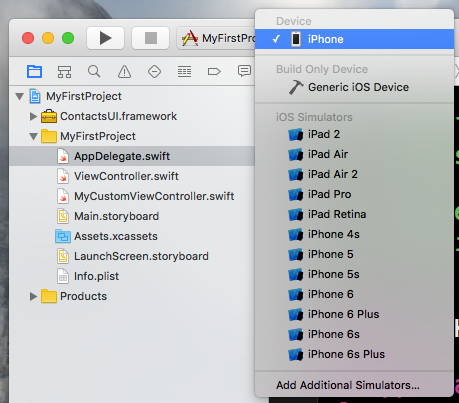 Device
MyFirstProj
✓ iPhone
Build Only Device
Generic iOS Device
iOS Simulators
iPad 2
iPad Air
iPad Air 2
iPad Pro
iPad Retina
iPhone 4s
iPhone 5
iPhone 5s
iPhone 6
iPhone 6 Plus
iPhone 6s
iPhone 6s Plus
Add Additional Simulators...
MyFirstProject
ContactsUI.framework
MyFirstProject
AppDelegate.swift
ViewController.swift
MyCustomViewController.swift
Main.storyboard
Assets.xcassets
LaunchScreen.storyboard
Info.plist
Products